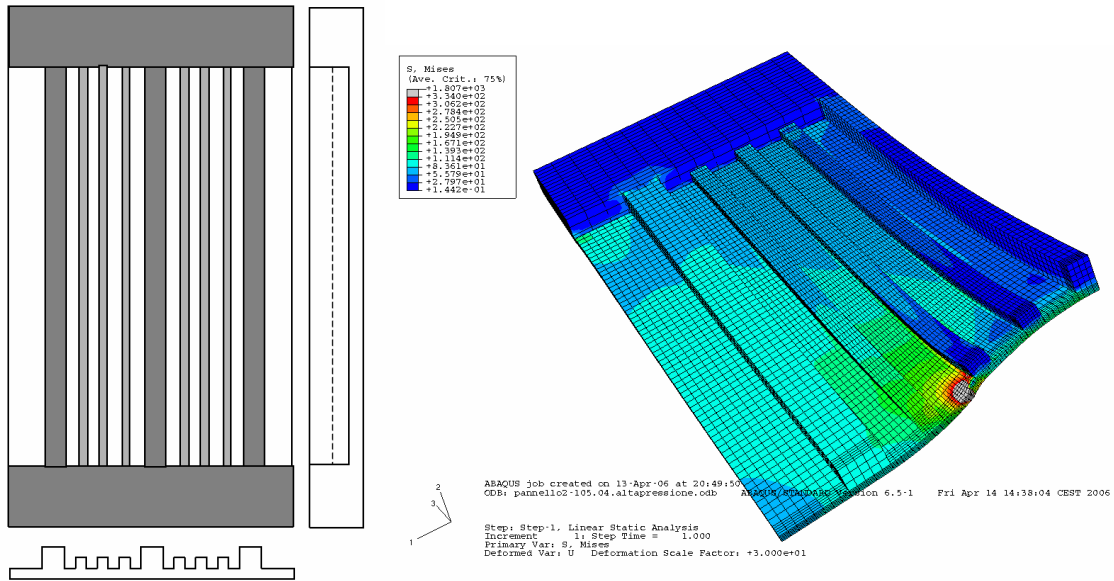 S, Mises
(Ave. Crit.: 75%)
+1.807e+03
+3.340e+02
+3.062e+02
+2.784e+02
+2.505e+02
+2.227e+02
+1.949e+02
+1.671e+02
+1.393e+02
+1.114e+02
+8.361e+01
+5.579e+01
+2.797e+01
+1.442e-01
2
3
1
ABAQUS job created on 13-Apr-06 at 20:49:50
ODB: pannello2-105.04.altapressione.odb ABAQUS/STANDARD Version 6.5-1 Fri Apr 14 14:38:04 CEST 2006
Step: Step-1, Linear Static Analysis
Increment 1: Step Time = 1.000
Primary Var: S, Mises
Deformed Var: U Deformation Scale Factor: +3.000e+01